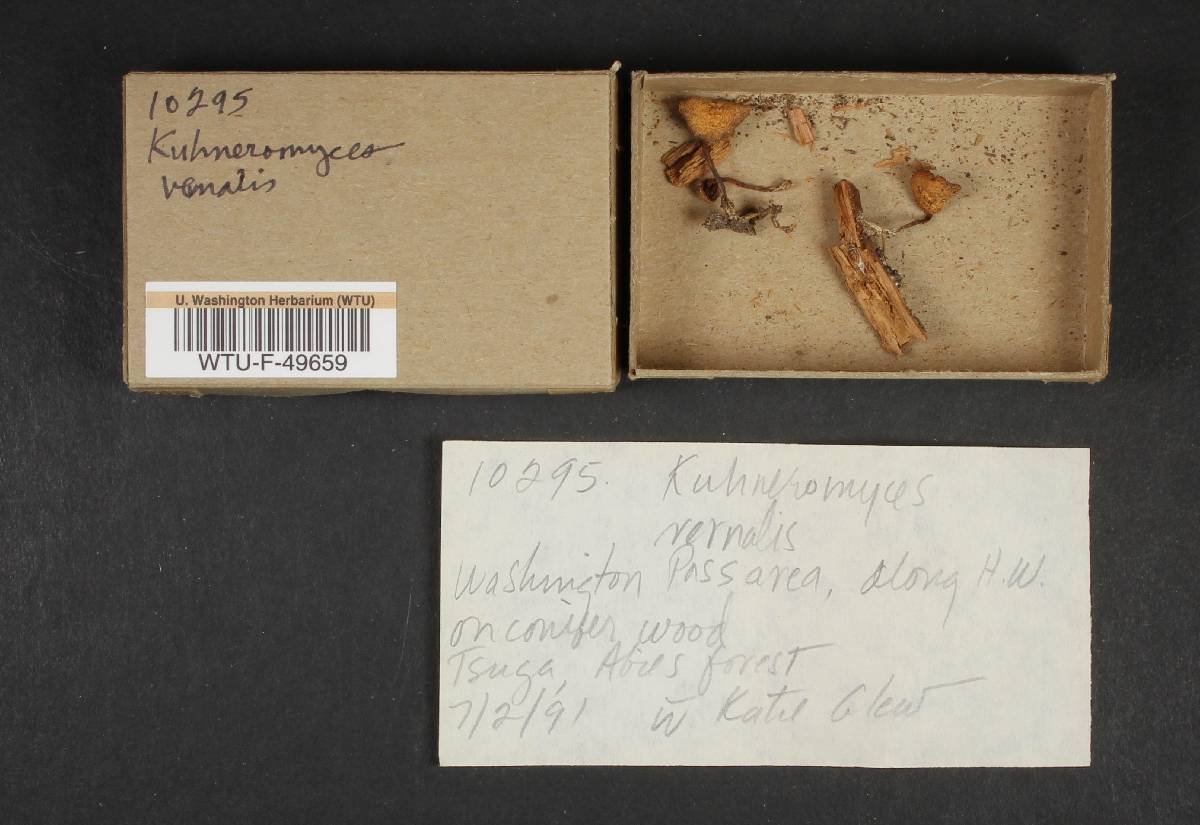 10295
Kuhneromyces
venalis
U. Washington Herbarium (WTU)
WTU-F-49659
10295. Kuhneromyces
vernalis
Washington Pass area, along H.W.
on conifer wood
Tsuga, Abies forest
7/2/91 w̄ Katie Glew